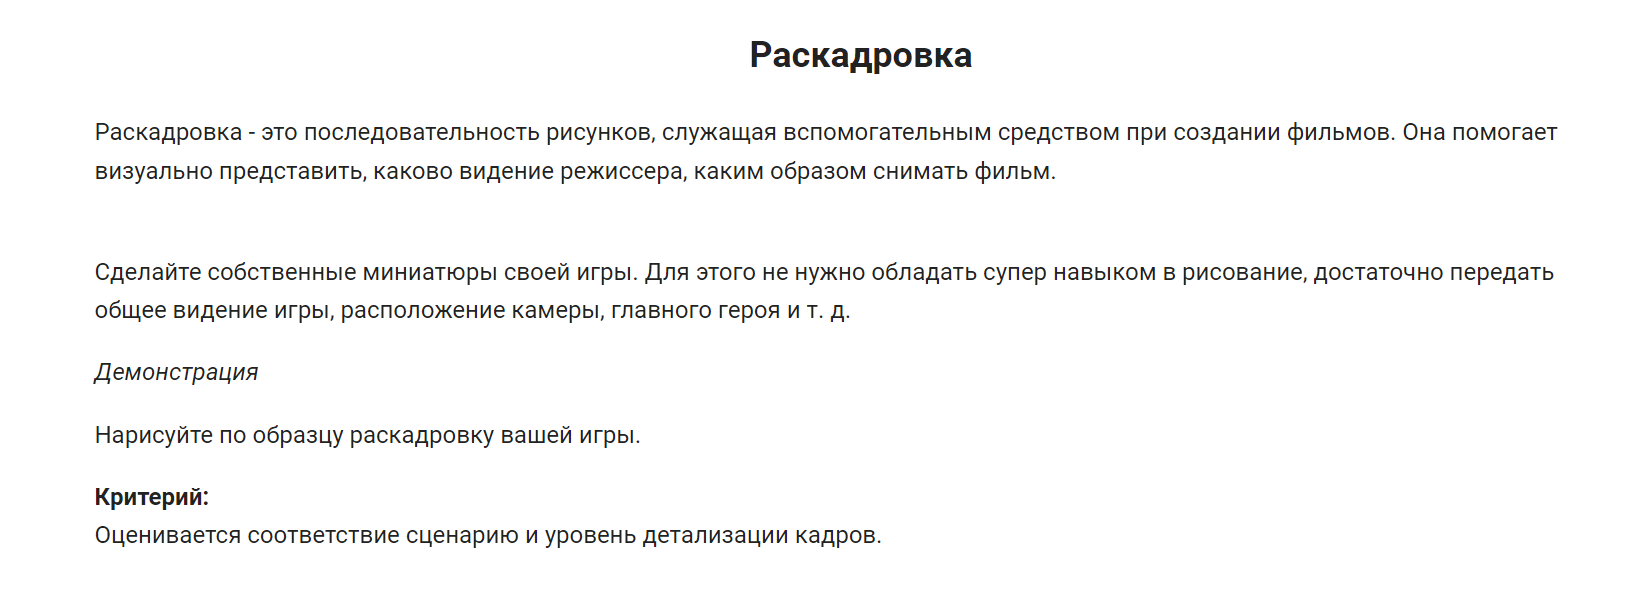 Раскадровка
Раскадровка - это последовательность рисунков, служащая вспомогательным средством при создании фильмов. Она помогает
визуально представить, каково видение режиссера, каким образом снимать фильм.
Сделайте собственные миниатюры своей игры. Для этого не нужно обладать супер навыком в рисование, достаточно передать
общее видение игры, расположение камеры, главного героя и т. д.
Демонстрация
Нарисуйте по образцу раскадровку вашей игры.
Критерий:
Оценивается соответствие сценарию и уровень детализации кадров.